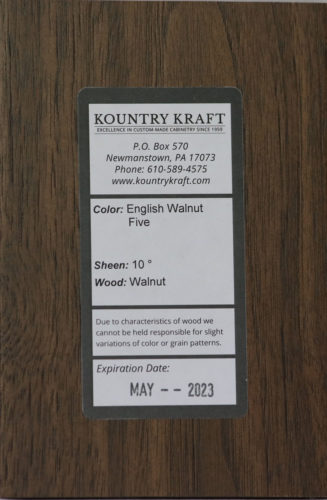 KOUNTRY KRAFT
EXCELLENCE IN CUSTOM MADE CABINETRY SINCE 1959
P.O. Box 570
Newmanstown, PA 17073
Phone: 610-589-4575
www.kountrykraft.com
Color: English Walnut
Five
Sheen: 10 °
Wood: Walnut
Due to characteristics of wood we
cannot be held responsible for slight
variations of color or grain patterns.
Expiration Date:
MAY -- 2023